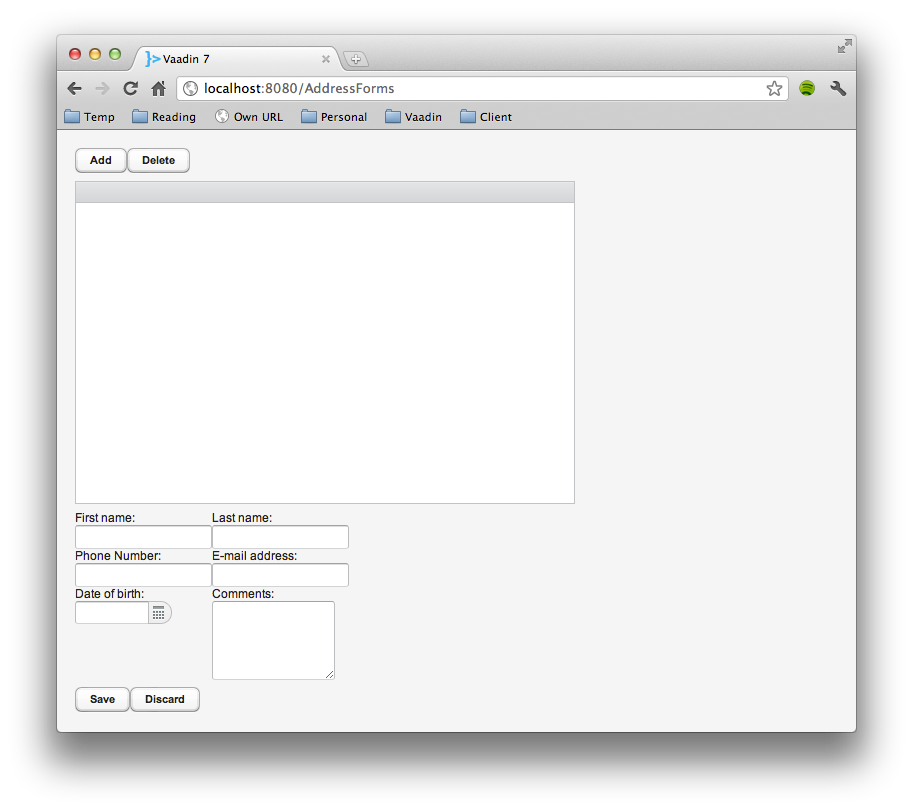 Vaadin 7
localhost:8080/AddressForms
Temp Reading Own URL Personal Vaadin Client
Add Delete
First name: Last name:
Phone Number: E-mail address:
Date of birth: Comments:
Save Discard